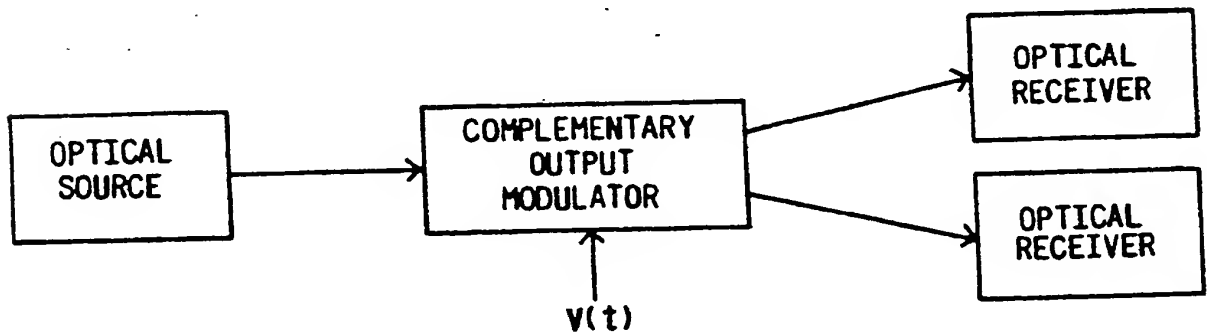 OPTICAL
SOURCE
COMPLEMENTARY
OUTPUT
MODULATOR
V(t)
OPTICAL
RECEIVER
OPTICAL
RECEIVER